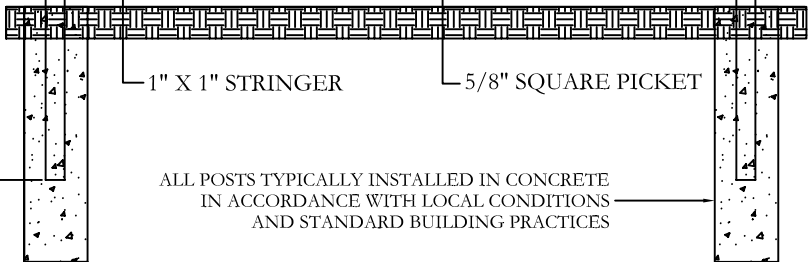 1" X 1" STRINGER
5/8" SQUARE PICKET
ALL POSTS TYPICALLY INSTALLED IN CONCRETE
IN ACCORDANCE WITH LOCAL CONDITIONS
AND STANDARD BUILDING PRACTICES